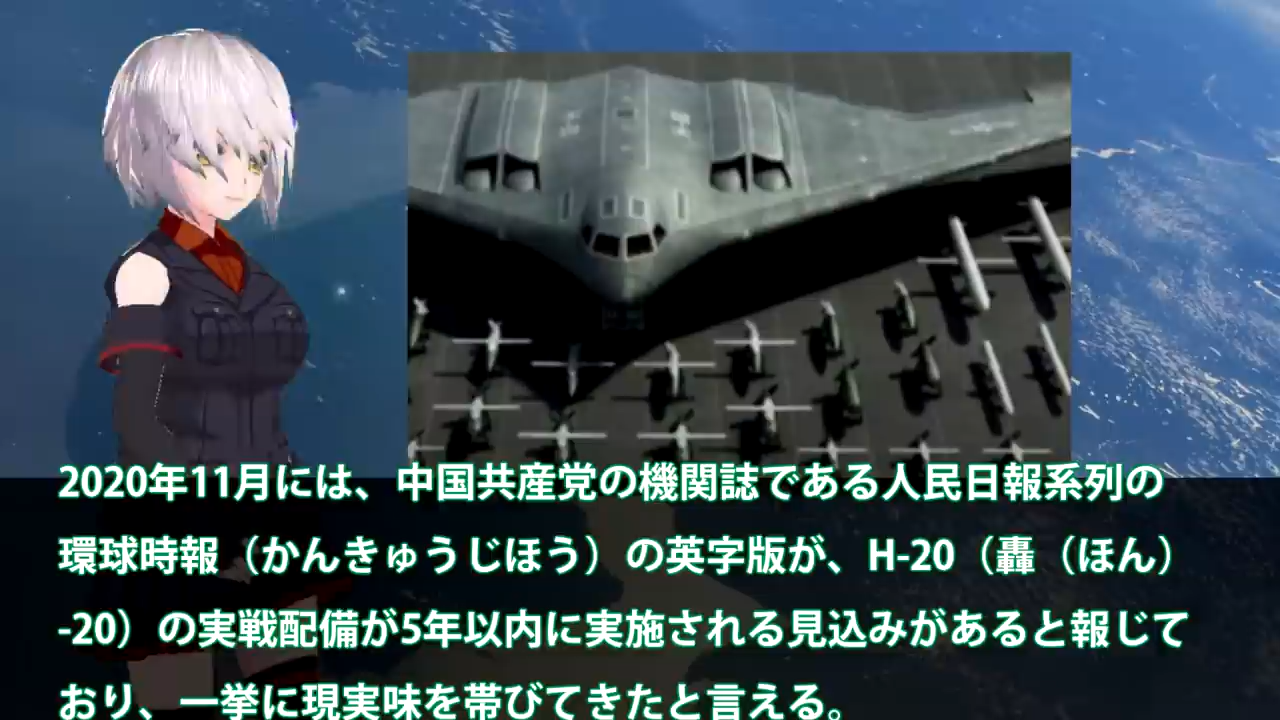 2020年11月には、中国共産党の機関誌である人民日報系列の
環球時報（かんきゅうじほう）の英字版が、H-20（轟（ほん）
-20）の実戦配備が5年以内に実施される見込みがあると報じて
おり、一挙に現実味を帯びてきたと言える。